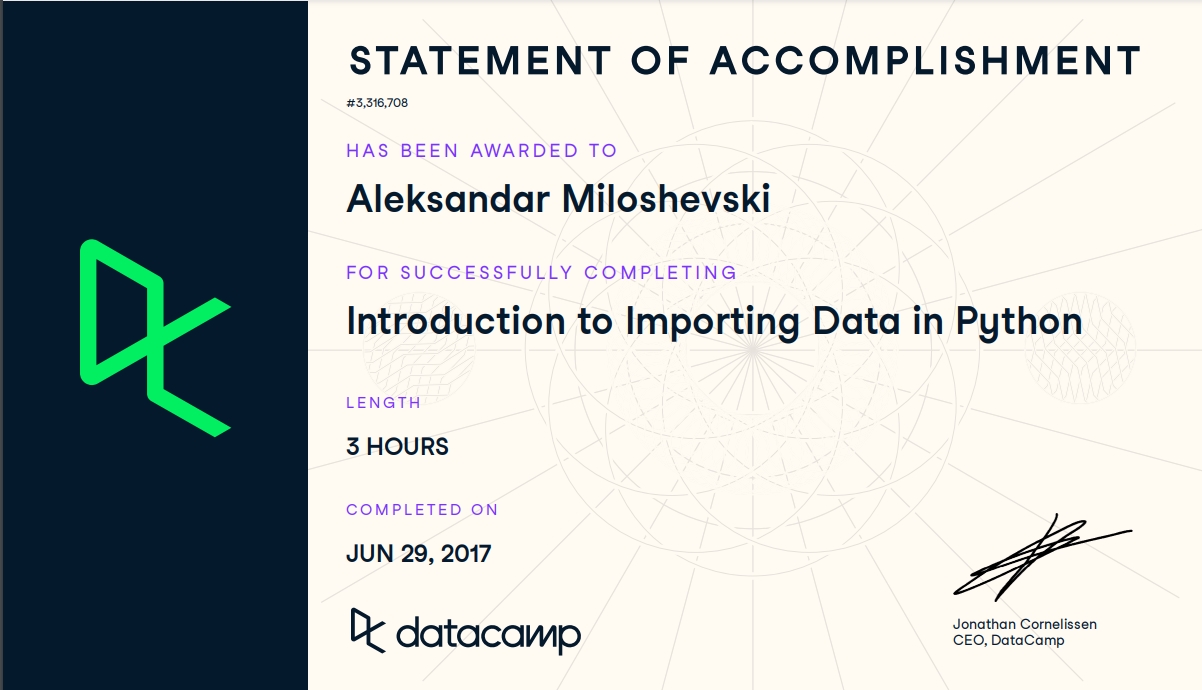 STATEMENT OF ACCOMPLISHMENT
#3,316,708
HAS BEEN AWARDED TO
Aleksandar Miloshevski
FOR SUCCESSFULLY COMPLETING
Introduction to Importing Data in Python
LENGTH
3 HOURS
COMPLETED ON
JUN 29, 2017
datacamp
Jonathan Cornelissen
CEO, DataCamp